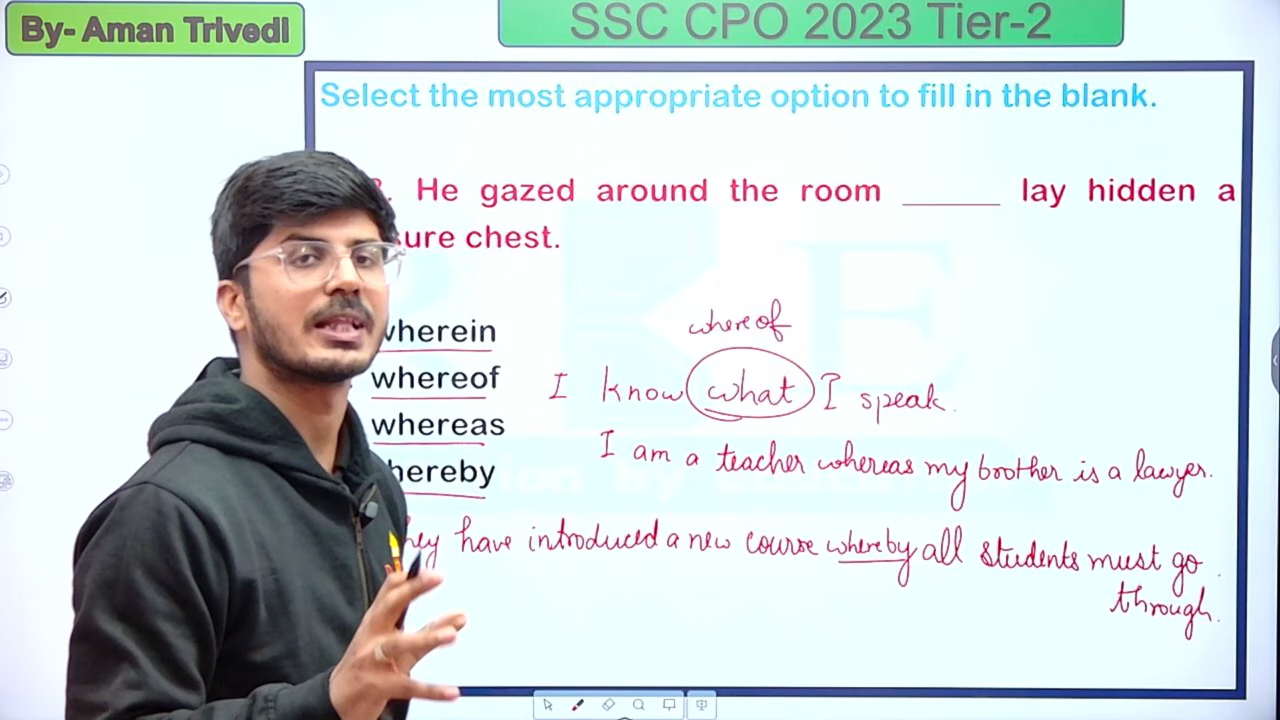 By- Aman Trivedi
SSC CPO 2023 Tier-2
Select the most appropriate option to fill in the blank.
He gazed around the room ______ lay hidden a
sure chest.
wherein
whereof
whereas
hereby
whereof
I know what I speak.
I am a teacher whereas my boother is a lawyer.
hey have introduced a new course whereby all students must go
through.